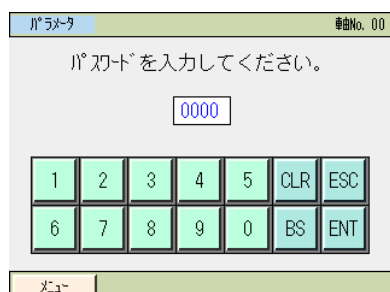 ﾊﾟﾗﾒｰﾀ 軸No. 00
ﾊﾟｽﾜｰﾄﾞを入力してください。
0000
1 2 3 4 5 CLR ESC
6 7 8 9 0 BS ENT
ﾒﾆｭｰ